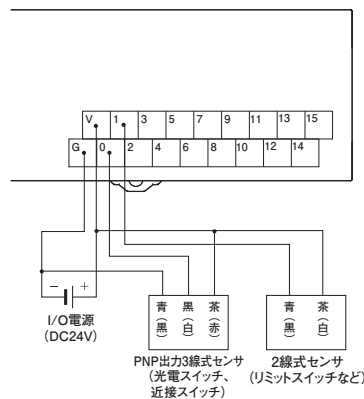 V 1 3 5 7 9 11 13 15
G 0 2 4 6 8 10 12 14
− +
I/O電源
(DC24V)
青(黒) 黒(白) 茶(赤)
青(黒) 茶(白)
PNP出力3線式センサ
(光電スイッチ、
近接スイッチ)
2線式センサ
(リミットスイッチなど)